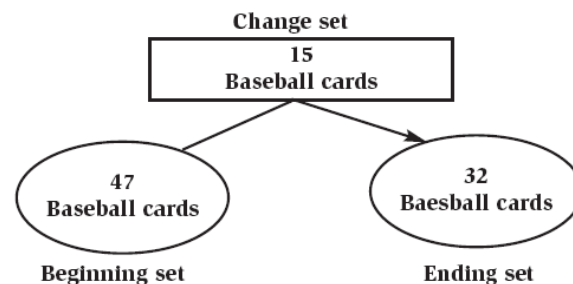 Change set
15
Baseball cards
47
Baseball cards
32
Baesball cards
Beginning set
Ending set